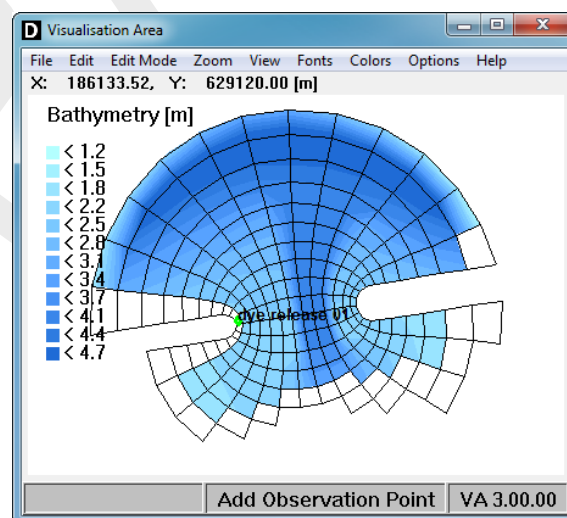 D Visualisation Area
File Edit Edit Mode Zoom View Fonts Colors Options Help
X: 186133.52, Y: 629120.00 [m]
Bathymetry [m]
< 1.2
< 1.5
< 1.8
< 2.2
< 2.5
< 2.8
< 3.1
< 3.4
< 3.7
< 4.1
< 4.4
< 4.7
dye release 01
Add Observation Point VA 3.00.00